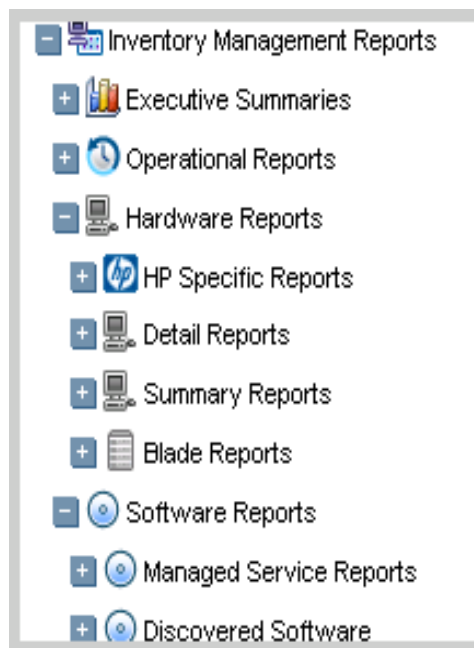 Inventory Management Reports
Executive Summaries
Operational Reports
Hardware Reports
hp HP Specific Reports
Detail Reports
Summary Reports
Blade Reports
Software Reports
Managed Service Reports
Discovered Software